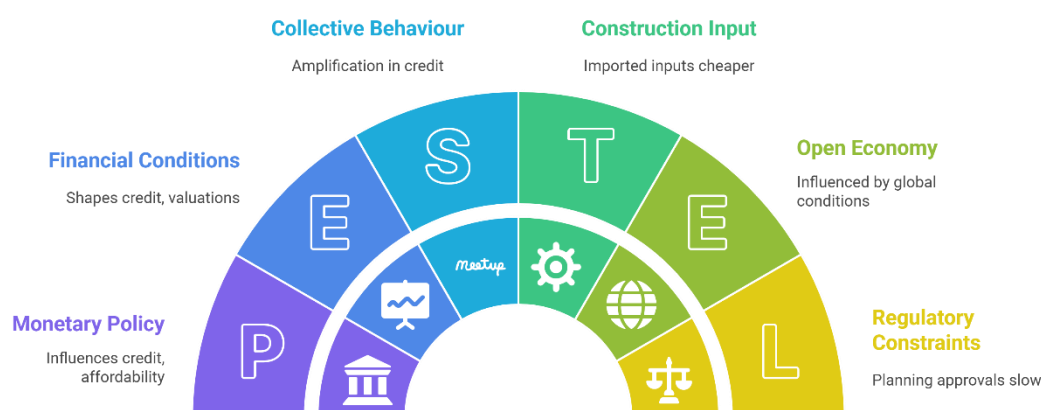 Collective Behaviour
Amplification in credit
Construction Input
Imported inputs cheaper
Financial Conditions
Shapes credit, valuations
Open Economy
Influenced by global
conditions
Monetary Policy
Influences credit,
affordability
Regulatory
Constraints
Planning approvals slow
P
E
S
T
E
L
meetup